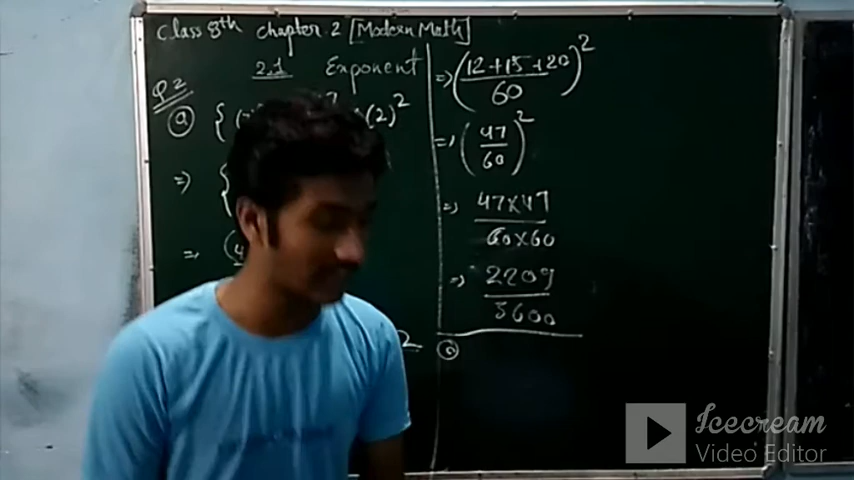 Class 8th chapter 2 [Modern Math]
2.1 Exponent
Q2
(a) { (2)²
=> {
=>
2
=> (12+15+20/60)²
=> (47/60)²
=> 47×47
60×60
=> 2209
3600
(b)
Icecream
Video Editor